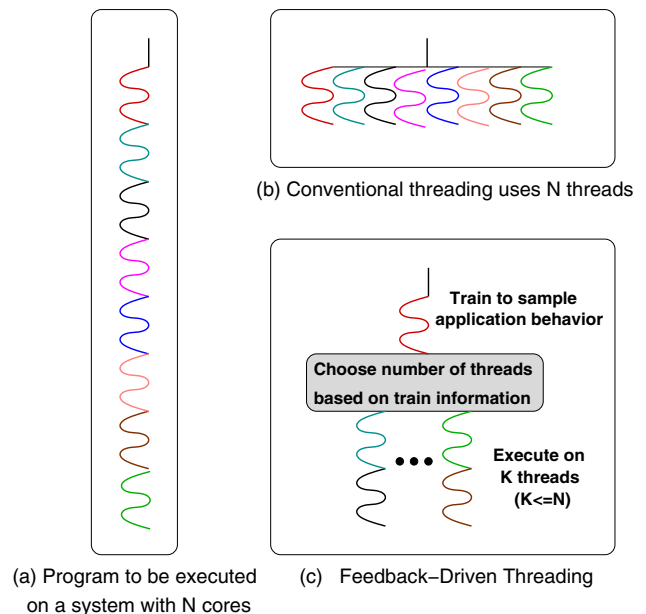 (a) Program to be executed
on a system with N cores
(b) Conventional threading uses N threads
Train to sample
application behavior
Choose number of threads
based on train information
Execute on
K threads
(K<=N)
(c) Feedback–Driven Threading